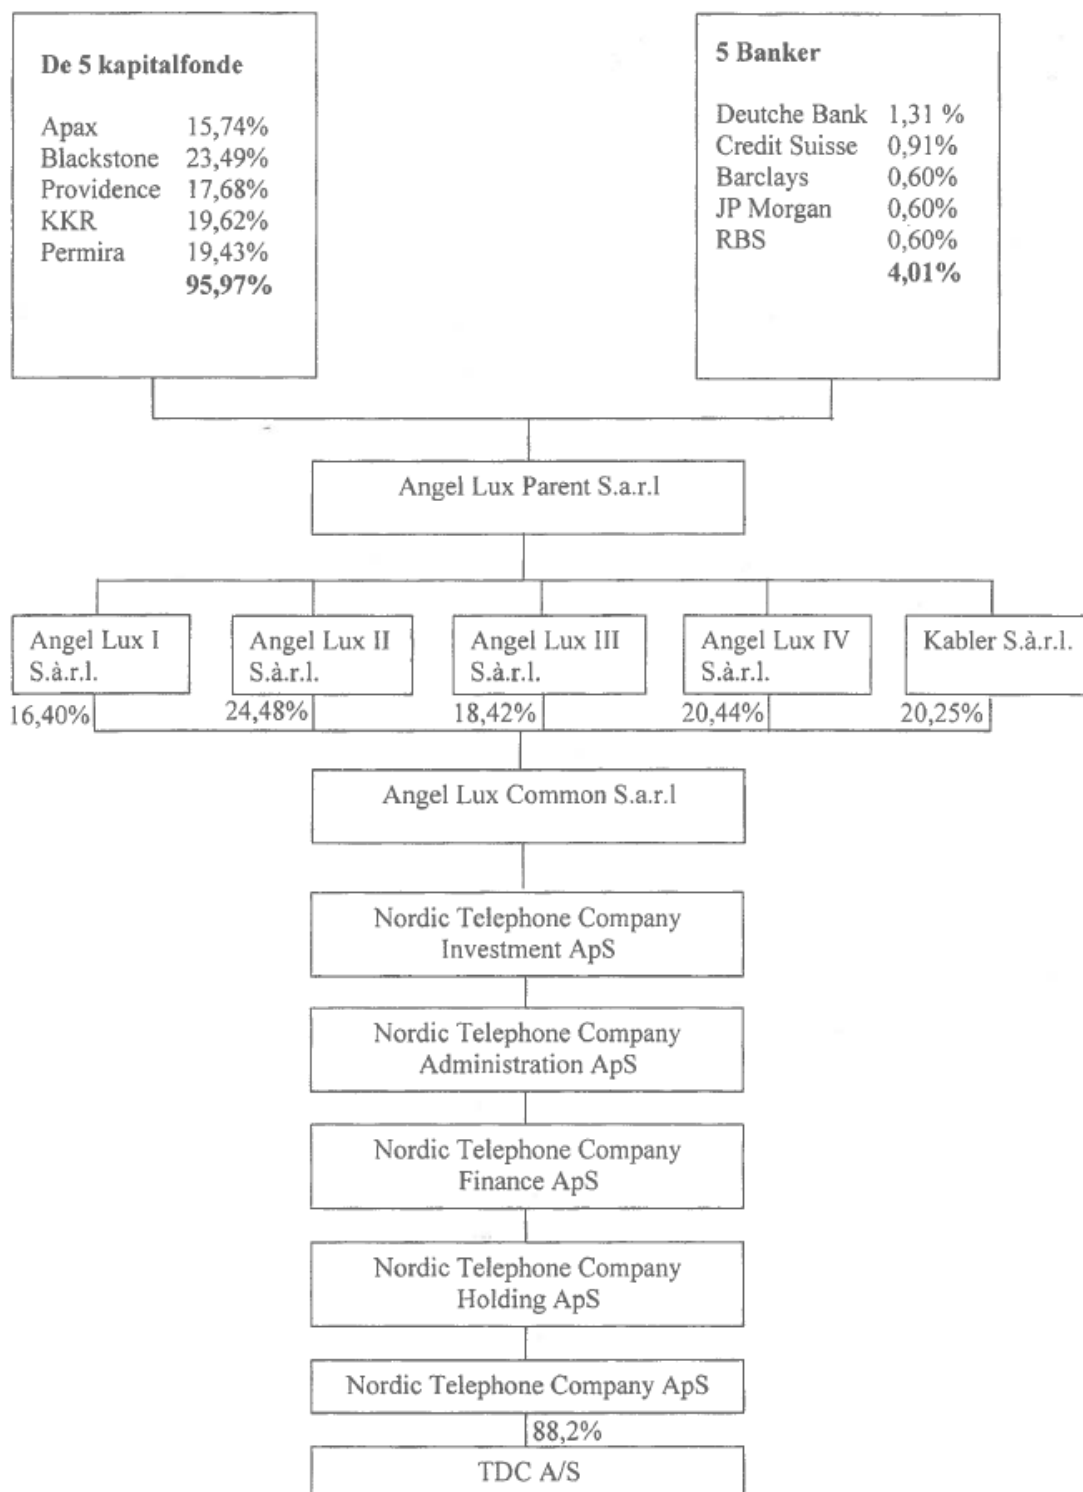 De 5 kapitalfonde
Apax 15,74%
Blackstone 23,49%
Providence 17,68%
KKR 19,62%
Permira 19,43%
95,97%
5 Banker
Deutche Bank 1,31 %
Credit Suisse 0,91%
Barclays 0,60%
JP Morgan 0,60%
RBS 0,60%
4,01%
Angel Lux Parent S.a.r.l
Angel Lux I
S.à.r.l.
Angel Lux II
S.à.r.l.
Angel Lux III
S.à.r.l.
Angel Lux IV
S.à.r.l.
Kabler S.à.r.l.
16,40%
24,48%
18,42%
20,44%
20,25%
Angel Lux Common S.a.r.l
Nordic Telephone Company
Investment ApS
Nordic Telephone Company
Administration ApS
Nordic Telephone Company
Finance ApS
Nordic Telephone Company
Holding ApS
Nordic Telephone Company ApS
88,2%
TDC A/S